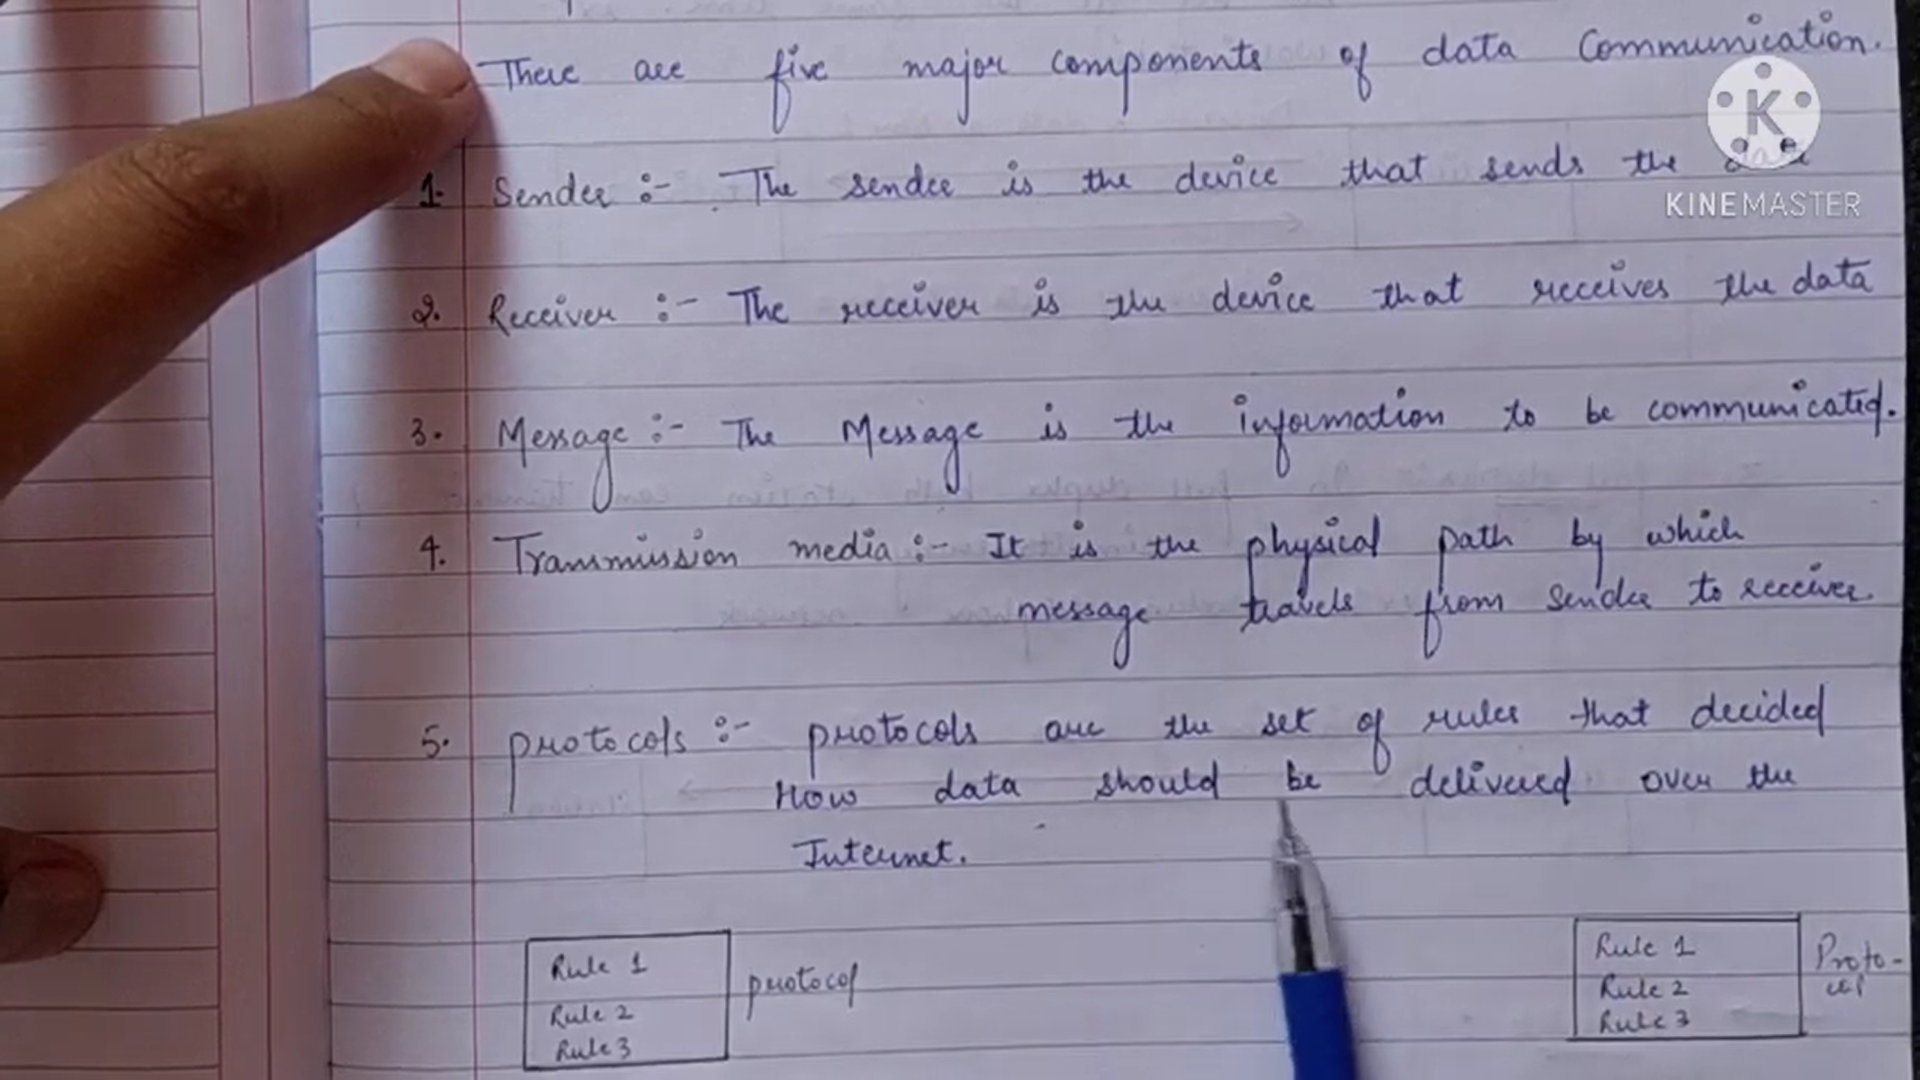 There are five major components of data Communication.
1. Sender :- The sender is the device that sends the data
KINEMASTER
2. Receiver :- The receiver is the device that receives the data
3. Message :- The Message is the information to be communicated.
4. Transmission media :- It is the physical path by which
message travels from sender to receiver.
5. protocols :- protocols are the set of rules that decided
How data should be delivered over the
Internet.
Rule 1
Rule 2
Rule 3
protocol
Rule 1
Rule 2
Rule 3
Proto-
col